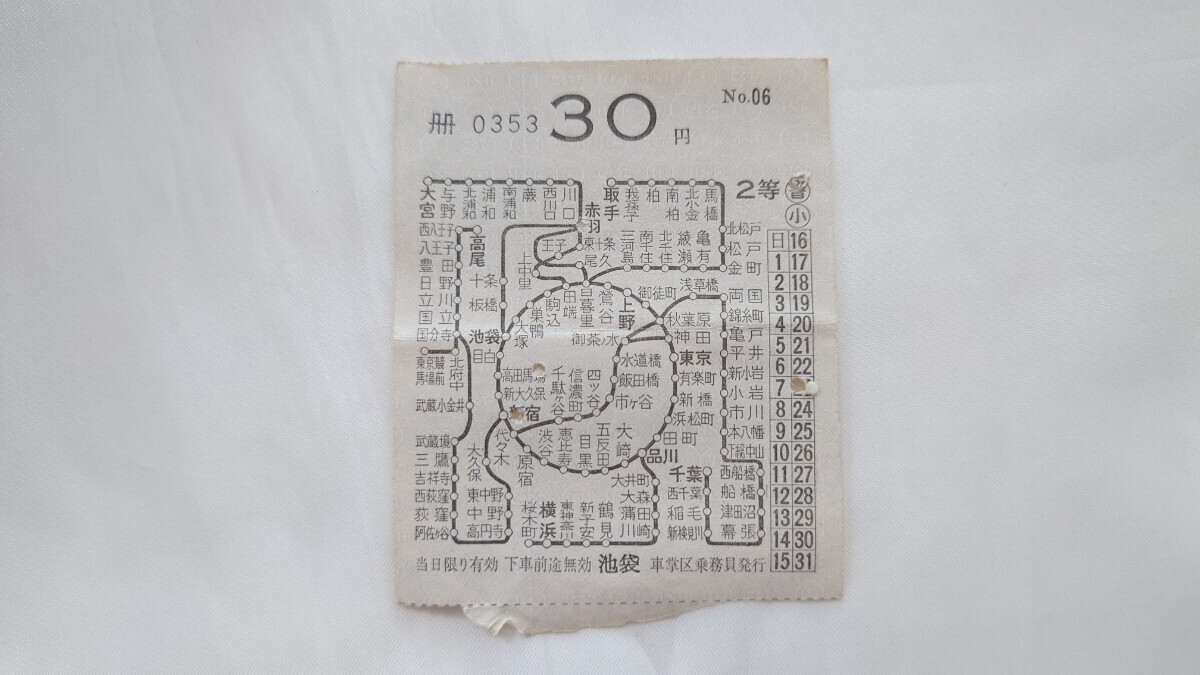 冊 0353 30円 No.06
2等
小
大宮 与野 北浦和 浦和 南浦和 蕨 西川口 川口 赤羽
取手 我孫子 柏 南柏 北小金 馬橋
北松戸
松戸
金町
亀有 綾瀬 北千住 南千住 三河島
西八王子 高尾
八王子
豊田
日野
立川
国立
国分寺
東京競馬場前 北府中
武蔵小金井
武蔵境
三鷹
吉祥寺
西荻窪
荻窪
阿佐ケ谷
高円寺
中野
東中野
大久保
十条
板橋
池袋
目白
高田馬場
新大久保
新宿
代々木
原宿
渋谷
恵比寿
目黒
五反田
大崎
品川
田町
浜松町
新橋
有楽町
東京
神田
秋葉原
御徒町
上野
鶯谷
日暮里
田端
駒込
巣鴨
大塚
上中里
王子
東十条
尾久
御茶ノ水
水道橋
飯田橋
市ケ谷
四ツ谷
信濃町
千駄ケ谷
浅草橋
両国
錦糸町
亀戸
平井
新小岩
小岩
市川
本八幡
下総中山
西船橋
船橋
津田沼
幕張
新検見川
稲毛
西千葉
千葉
大井町
大森
蒲田
川崎
鶴見
新子安
東神奈川
横浜
桜木町
日 16
1 17
2 18
3 19
4 20
5 21
6 22
7
8 24
9 25
10 26
11 27
12 28
13 29
14 30
15 31
当日限り有効 下車前途無効 池袋 車掌区乗務員発行